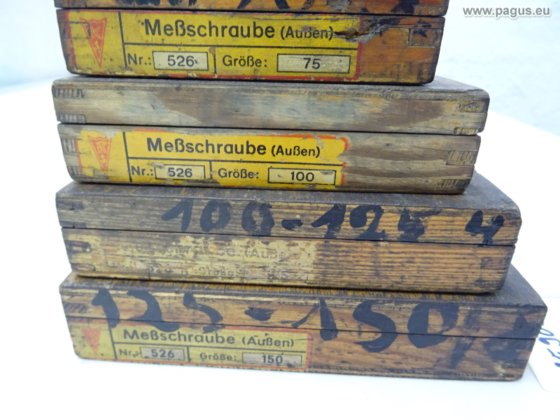 www.pagus.eu
Meßschraube (Außen)
Nr.: 526 Größe: 75
Meßschraube (Außen)
Nr.: 526 Größe: 100
100-125 4
125-150
Meßschraube (Außen)
Nr.: 526 Größe: 150